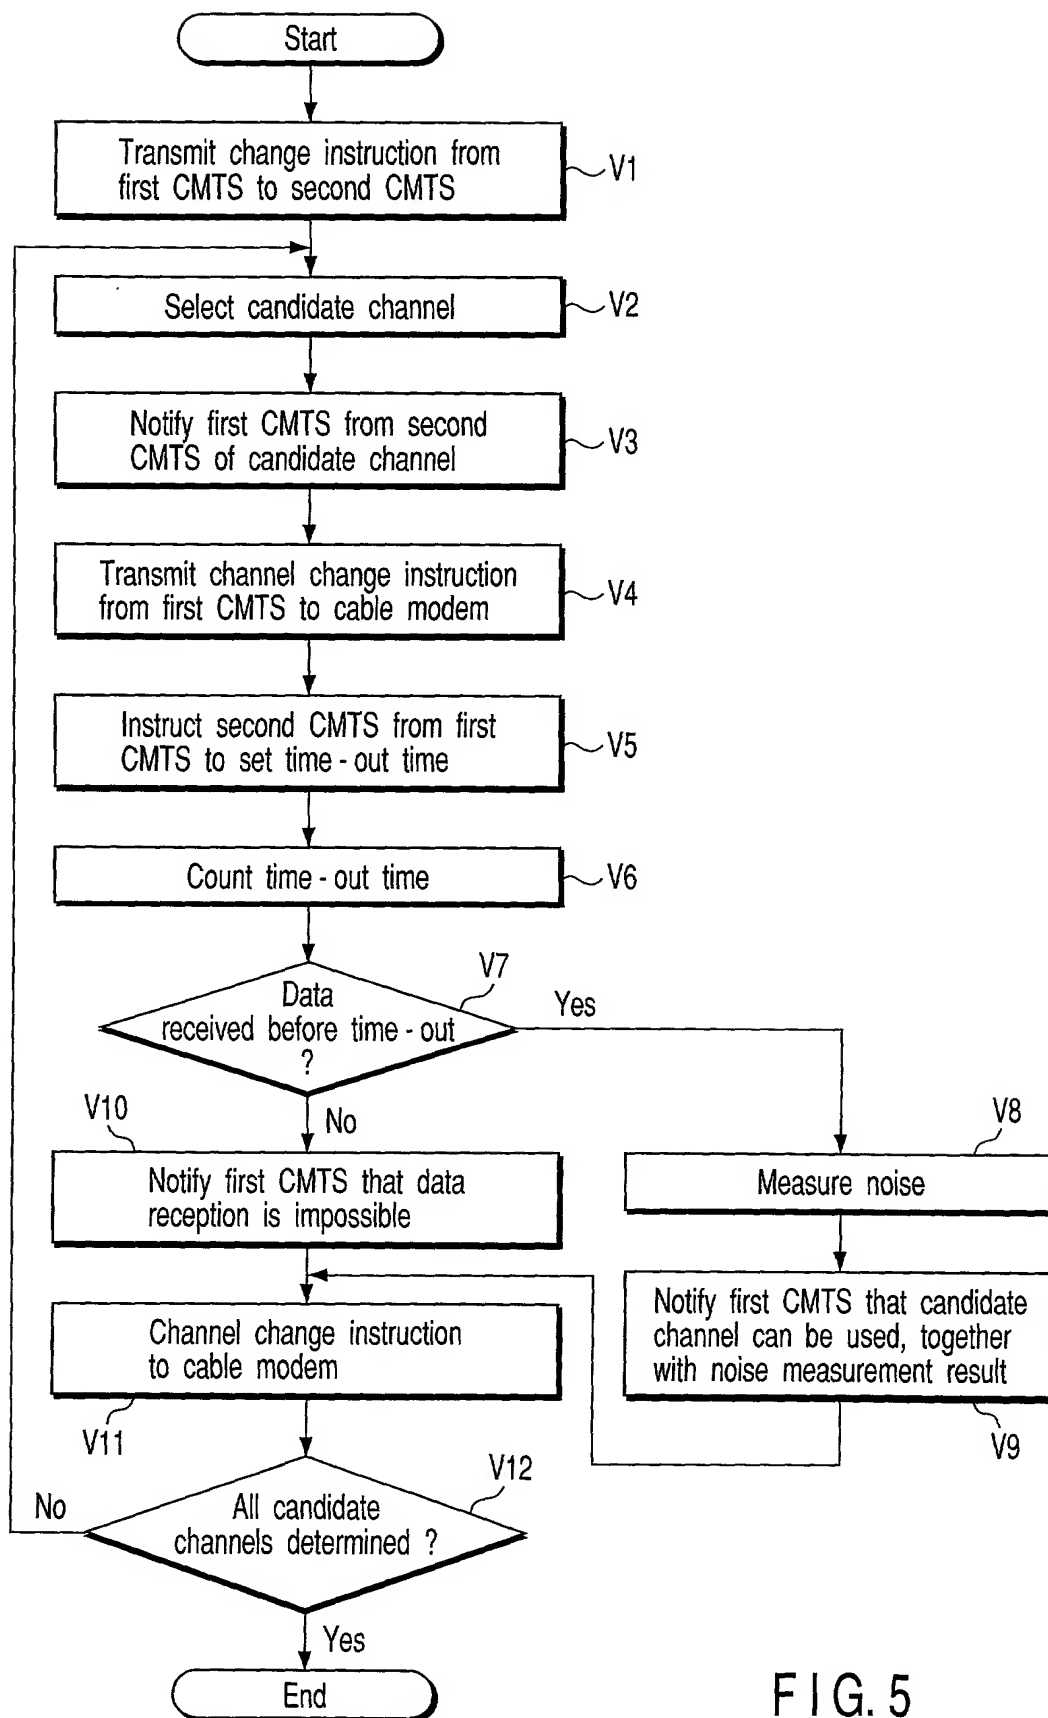 Start
Transmit change instruction from
first CMTS to second CMTS
V1
Select candidate channel
V2
Notify first CMTS from second
CMTS of candidate channel
V3
Transmit channel change instruction
from first CMTS to cable modem
V4
Instruct second CMTS from first
CMTS to set time-out time
V5
Count time-out time
V6
V7
Data
received before time-out
?
Yes
No
V10
Notify first CMTS that data
reception is impossible
V8
Measure noise
Notify first CMTS that candidate
channel can be used, together
with noise measurement result
V9
Channel change instruction
to cable modem
V11
V12
All candidate
channels determined ?
No
Yes
End
FIG. 5